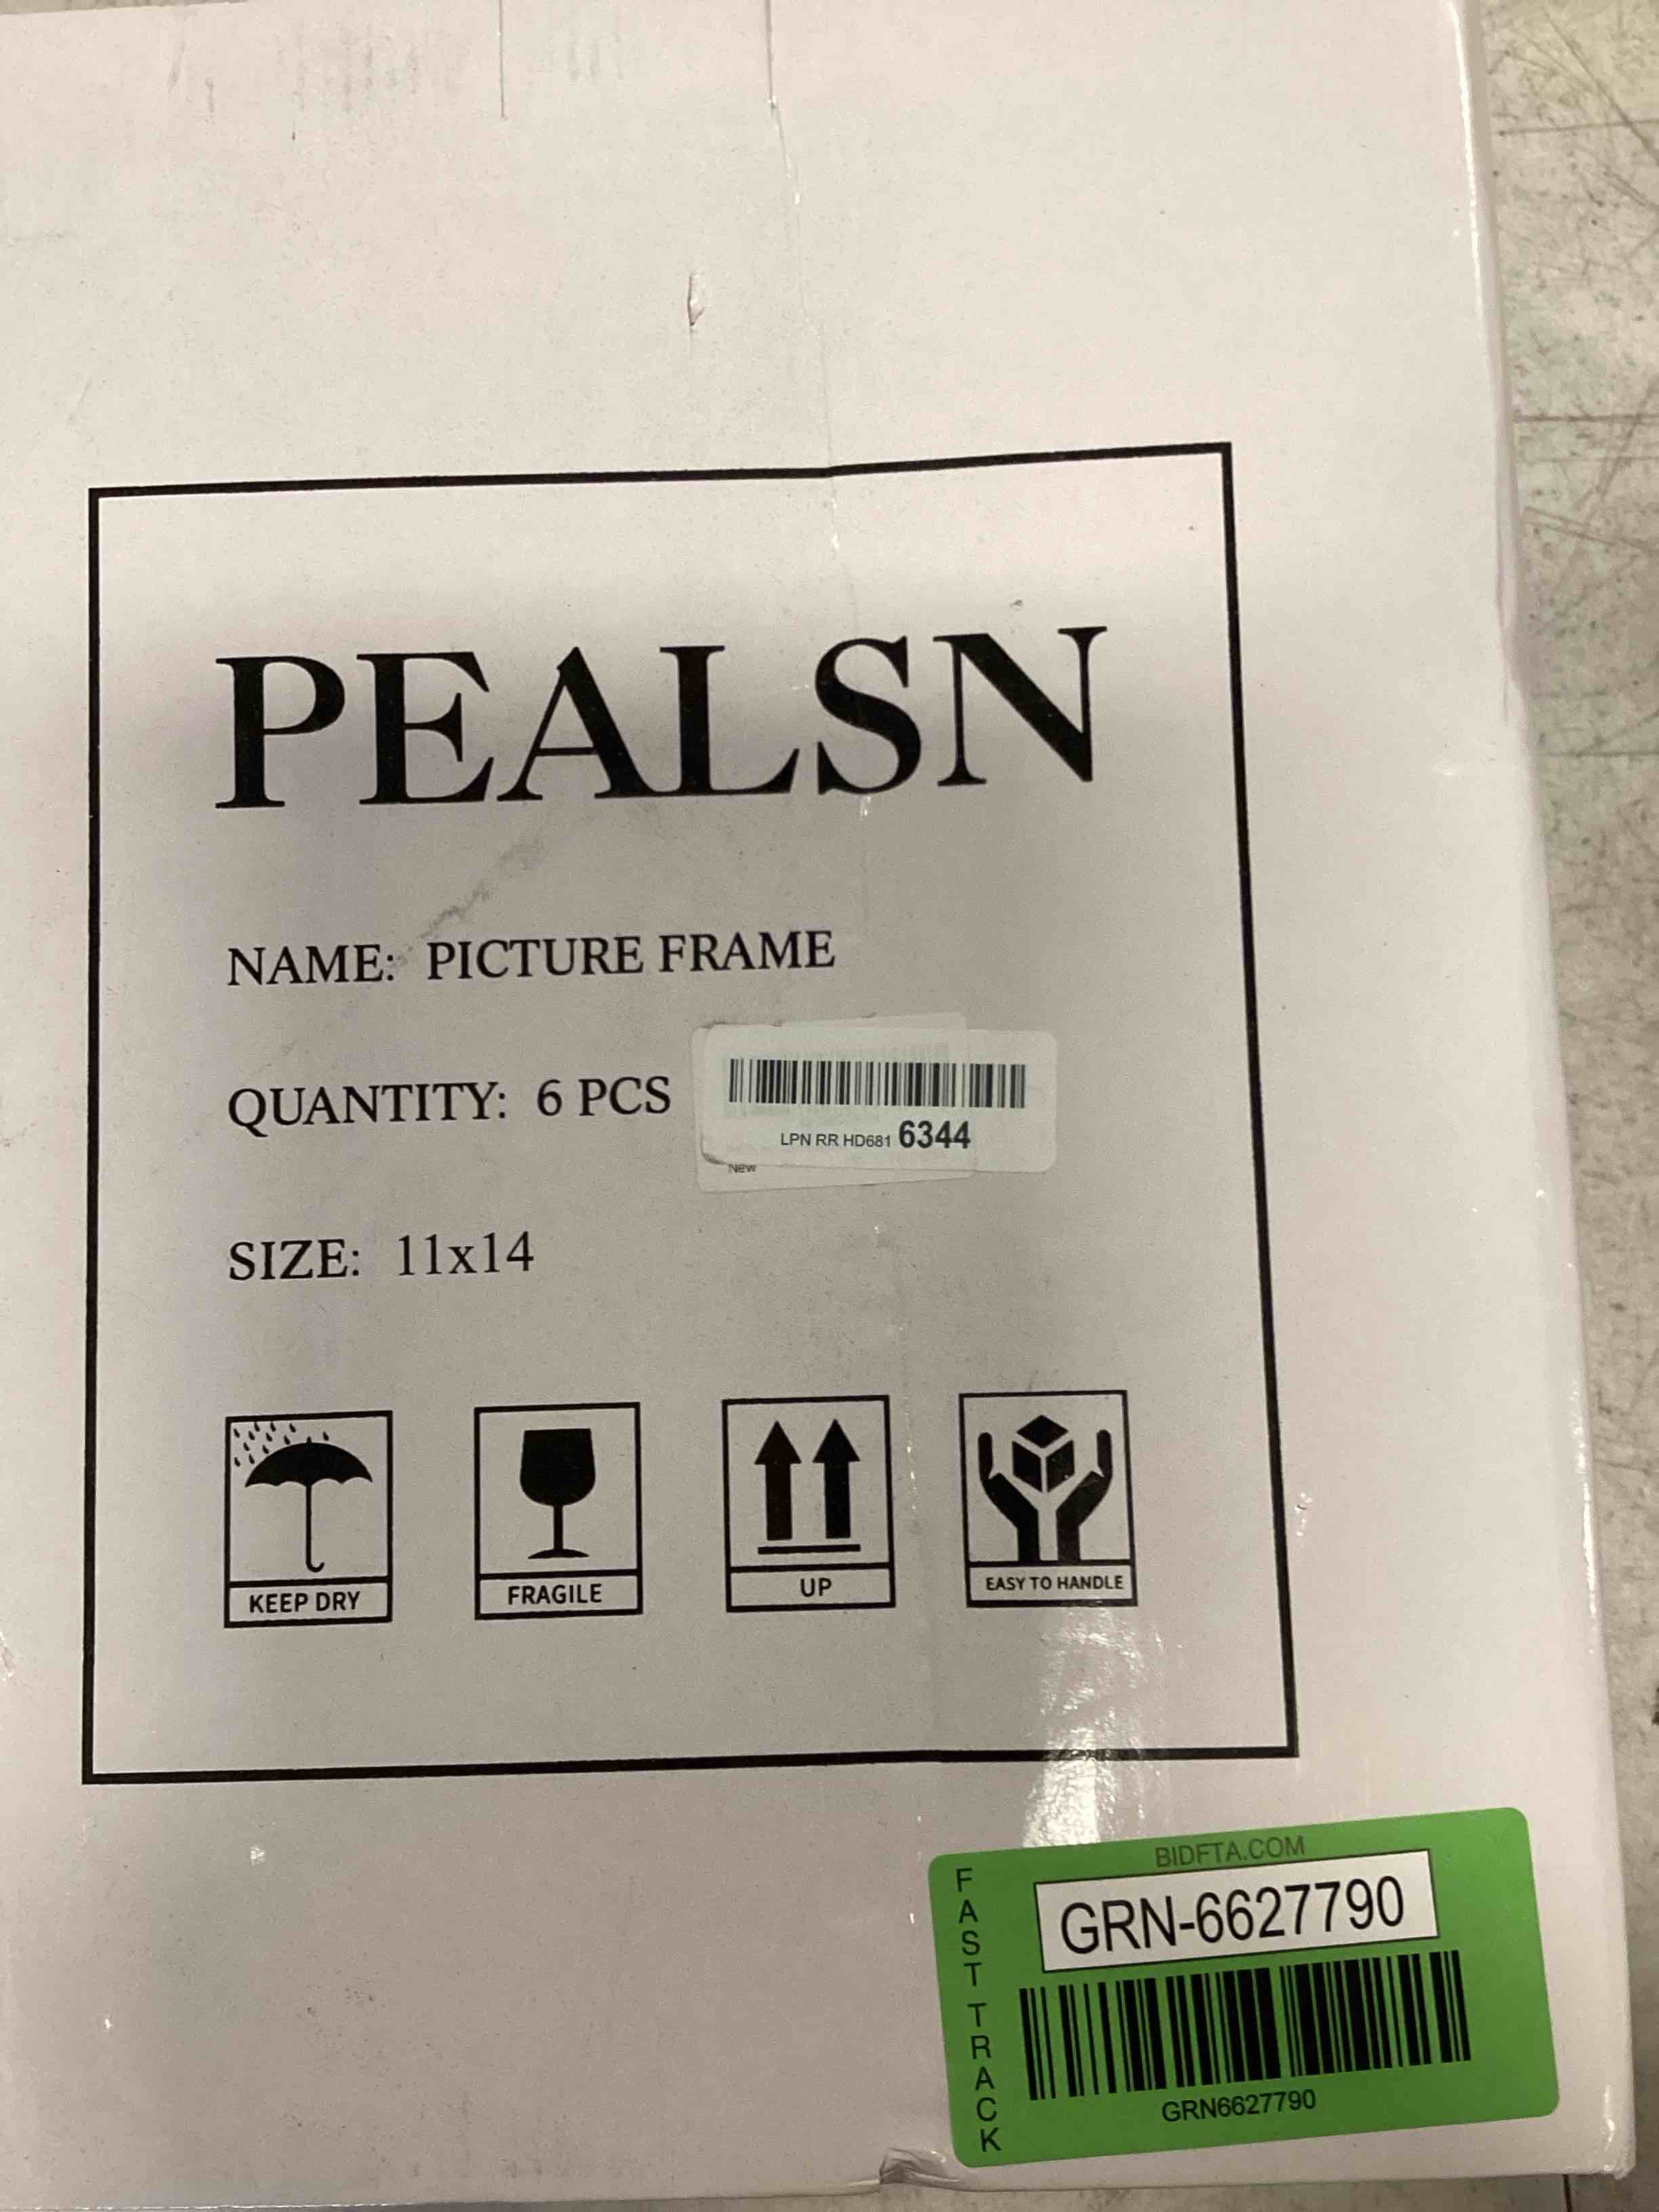 PEALSN
NAME: PICTURE FRAME
QUANTITY: 6 PCS
LPN RR HD681 6344
New
SIZE: 11x14
KEEP DRY
FRAGILE
UP
EASY TO HANDLE
BIDFTA.COM
FAST TRACK
GRN-6627790
GRN6627790